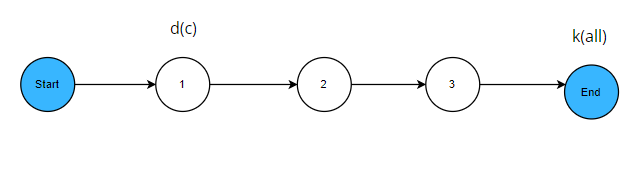 d(c)
k(all)
Start
1
2
3
End